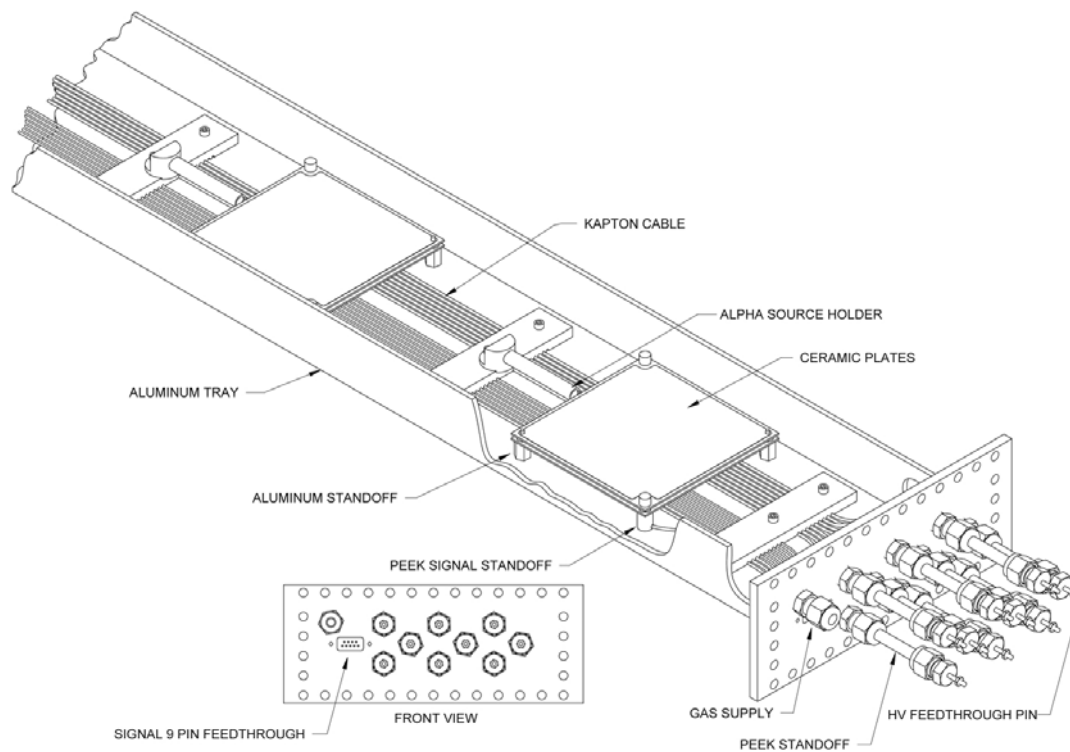 KAPTON CABLE
ALPHA SOURCE HOLDER
CERAMIC PLATES
ALUMINUM TRAY
ALUMINUM STANDOFF
PEEK SIGNAL STANDOFF
GAS SUPPLY
HV FEEDTHROUGH PIN
FRONT VIEW
SIGNAL 9 PIN FEEDTHROUGH
PEEK STANDOFF